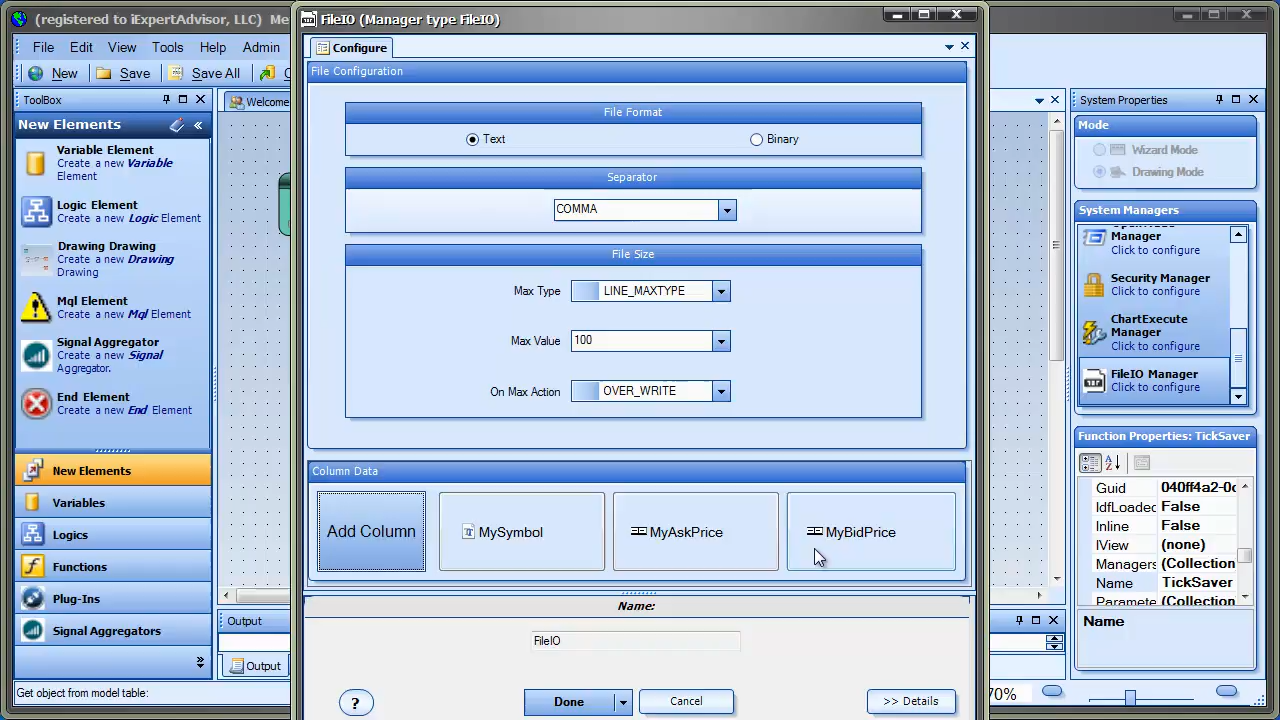 (registered to iExpertAdvisor, LLC) Me
FileIO (Manager type FileIO)
File Edit View Tools Help Admin
New Save Save All
ToolBox
New Elements
Variable Element
Create a new Variable
Element
Logic Element
Create a new Logic Element
Drawing Drawing
Create a new Drawing
Drawing
Mql Element
Create a new Mql Element
Signal Aggregator
Create a new Signal
Aggregator.
End Element
Create a new End Element
New Elements
Variables
Logics
Functions
Plug-Ins
Signal Aggregators
Get object from model table:
Welcome
Output
Output
Configure
File Configuration
File Format
Text Binary
Separator
COMMA
File Size
Max Type LINE_MAXTYPE
Max Value 100
On Max Action OVER_WRITE
Column Data
Add Column MySymbol MyAskPrice MyBidPrice
Name:
FileIO
? Done Cancel >> Details
System Properties
Mode
Wizard Mode
Drawing Mode
System Managers
Manager
Click to configure
Security Manager
Click to configure
ChartExecute
Manager
Click to configure
FileIO Manager
Click to configure
Function Properties: TickSaver
Guid 040ff4a2-0c
IdfLoaded False
Inline False
IView (none)
Managers (Collection
Name TickSaver
Parameter (Collection
Name
70%